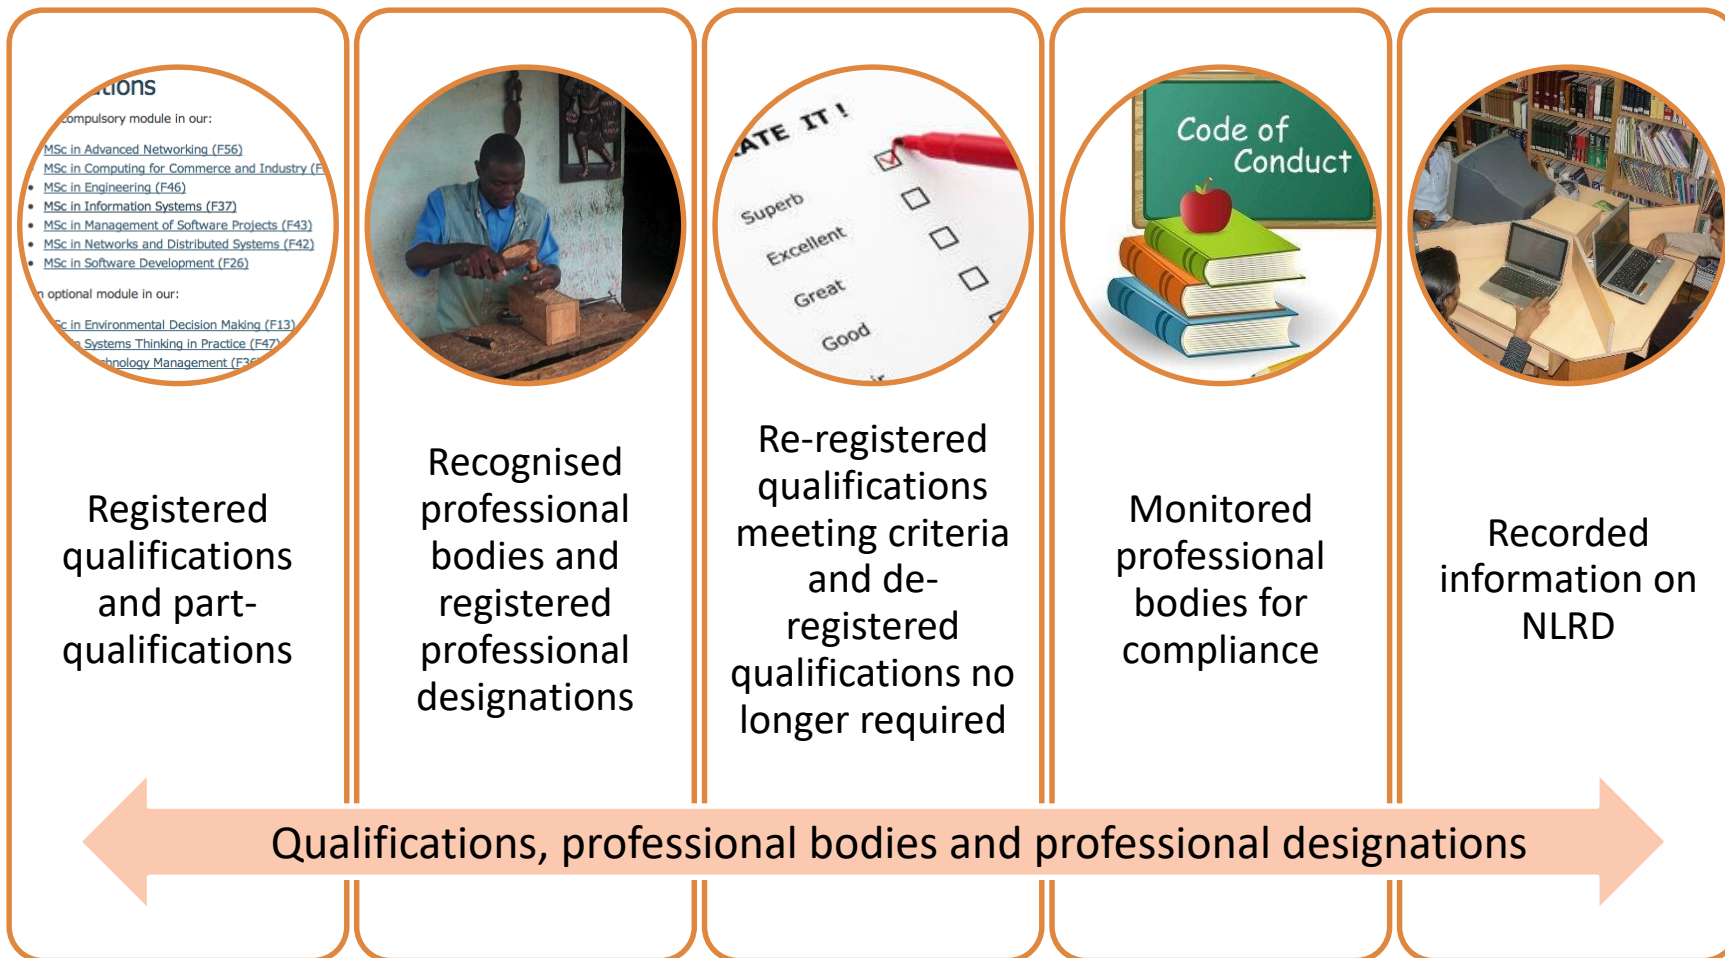 compulsory module in our:
MSc in Advanced Networking (F56)
MSc in Computing for Commerce and Industry
MSc in Engineering (F46)
MSc in Information Systems (F37)
MSc in Management of Software Projects (F43)
MSc in Networks and Distributed Systems (F42)
MSc in Software Development (F26)
optional module in our:
in Environmental Decision Making (F13)
Systems Thinking in Practice (F47)
Management
Registered
qualifications
and part-
qualifications
Recognised
professional
bodies and
registered
professional
designations
IT !
Superb
Excellent
Great
Good
Re-registered
qualifications
meeting criteria
and de-
registered
qualifications no
longer required
Code of
Conduct
Monitored
professional
bodies for
compliance
Recorded
information on
NLRD
Qualifications, professional bodies and professional designations